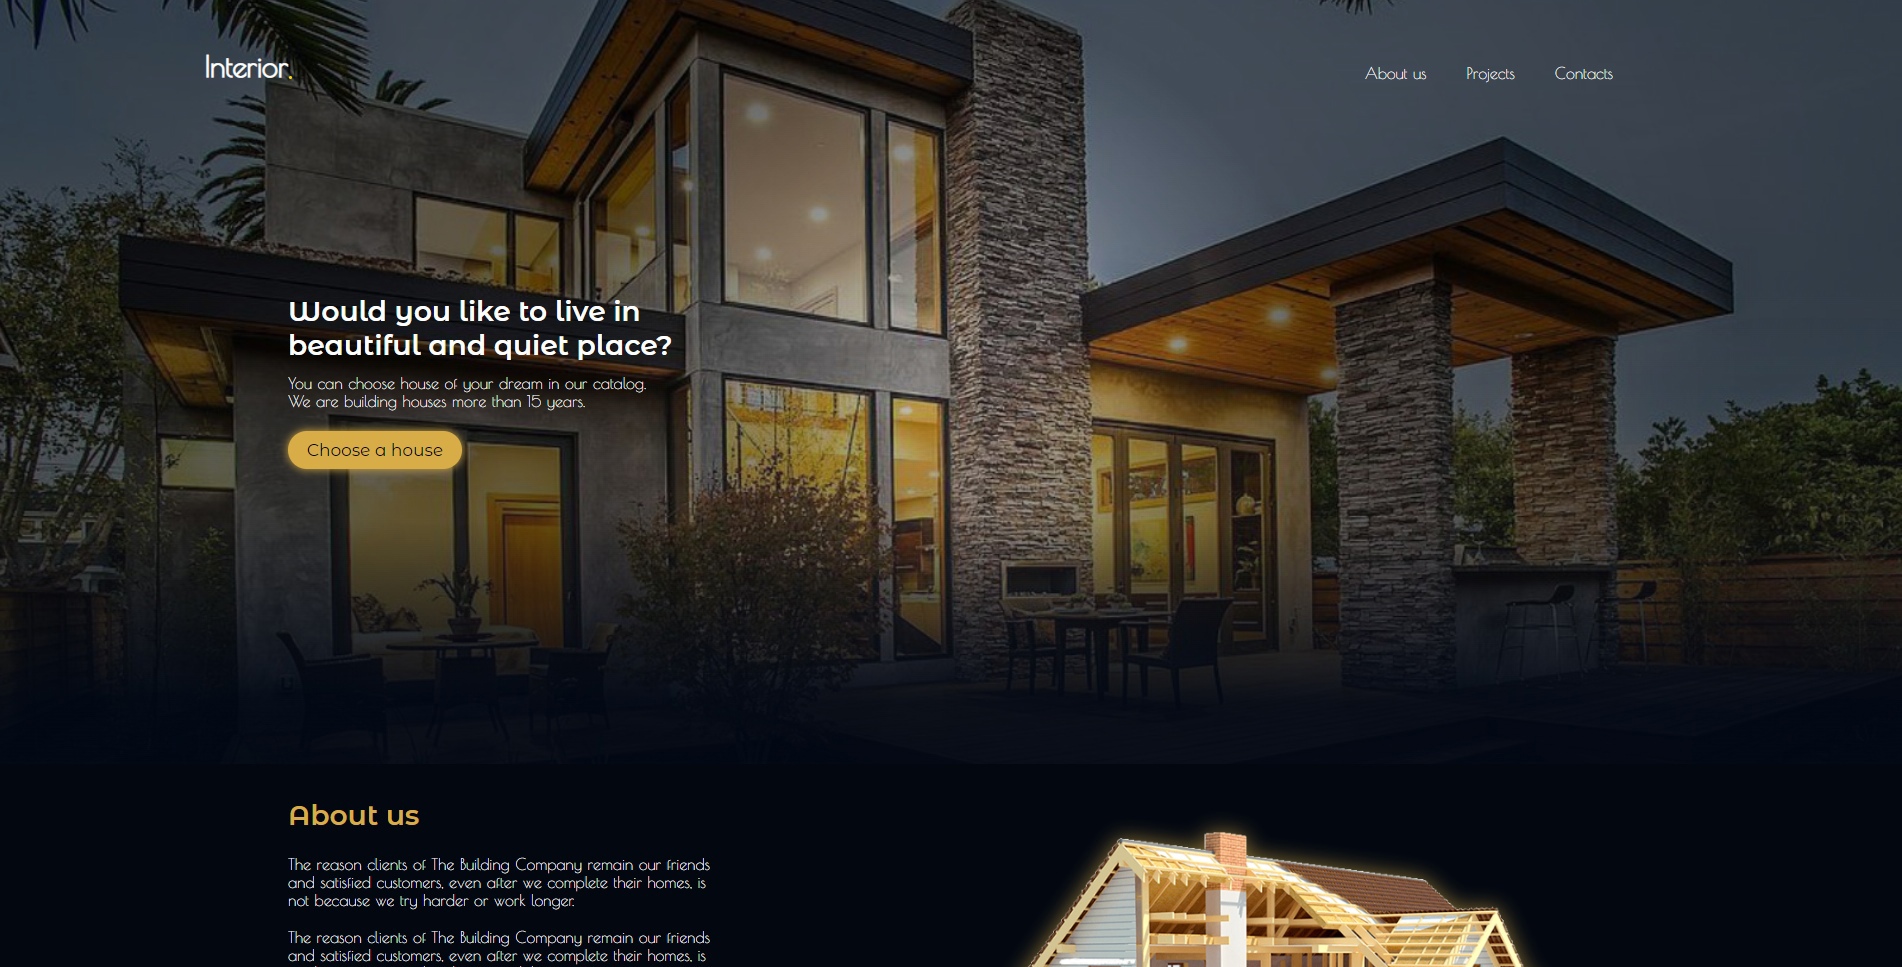 Interior.
About us
Projects
Contacts
Would you like to live in
beautiful and quiet place?
You can choose house of your dream in our catalog.
We are building houses more than 15 years.
Choose a house
About us
The reason clients of The Building Company remain our friends
and satisfied customers, even after we complete their homes, is
not because we try harder or work longer.
The reason clients of The Building Company remain our friends
and satisfied customers, even after we complete their homes, is